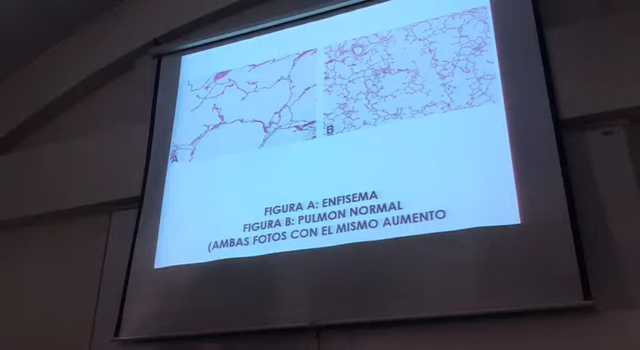 A
B
FIGURA A: ENFISEMA
FIGURA B: PULMON NORMAL
(AMBAS FOTOS CON EL MISMO AUMENTO